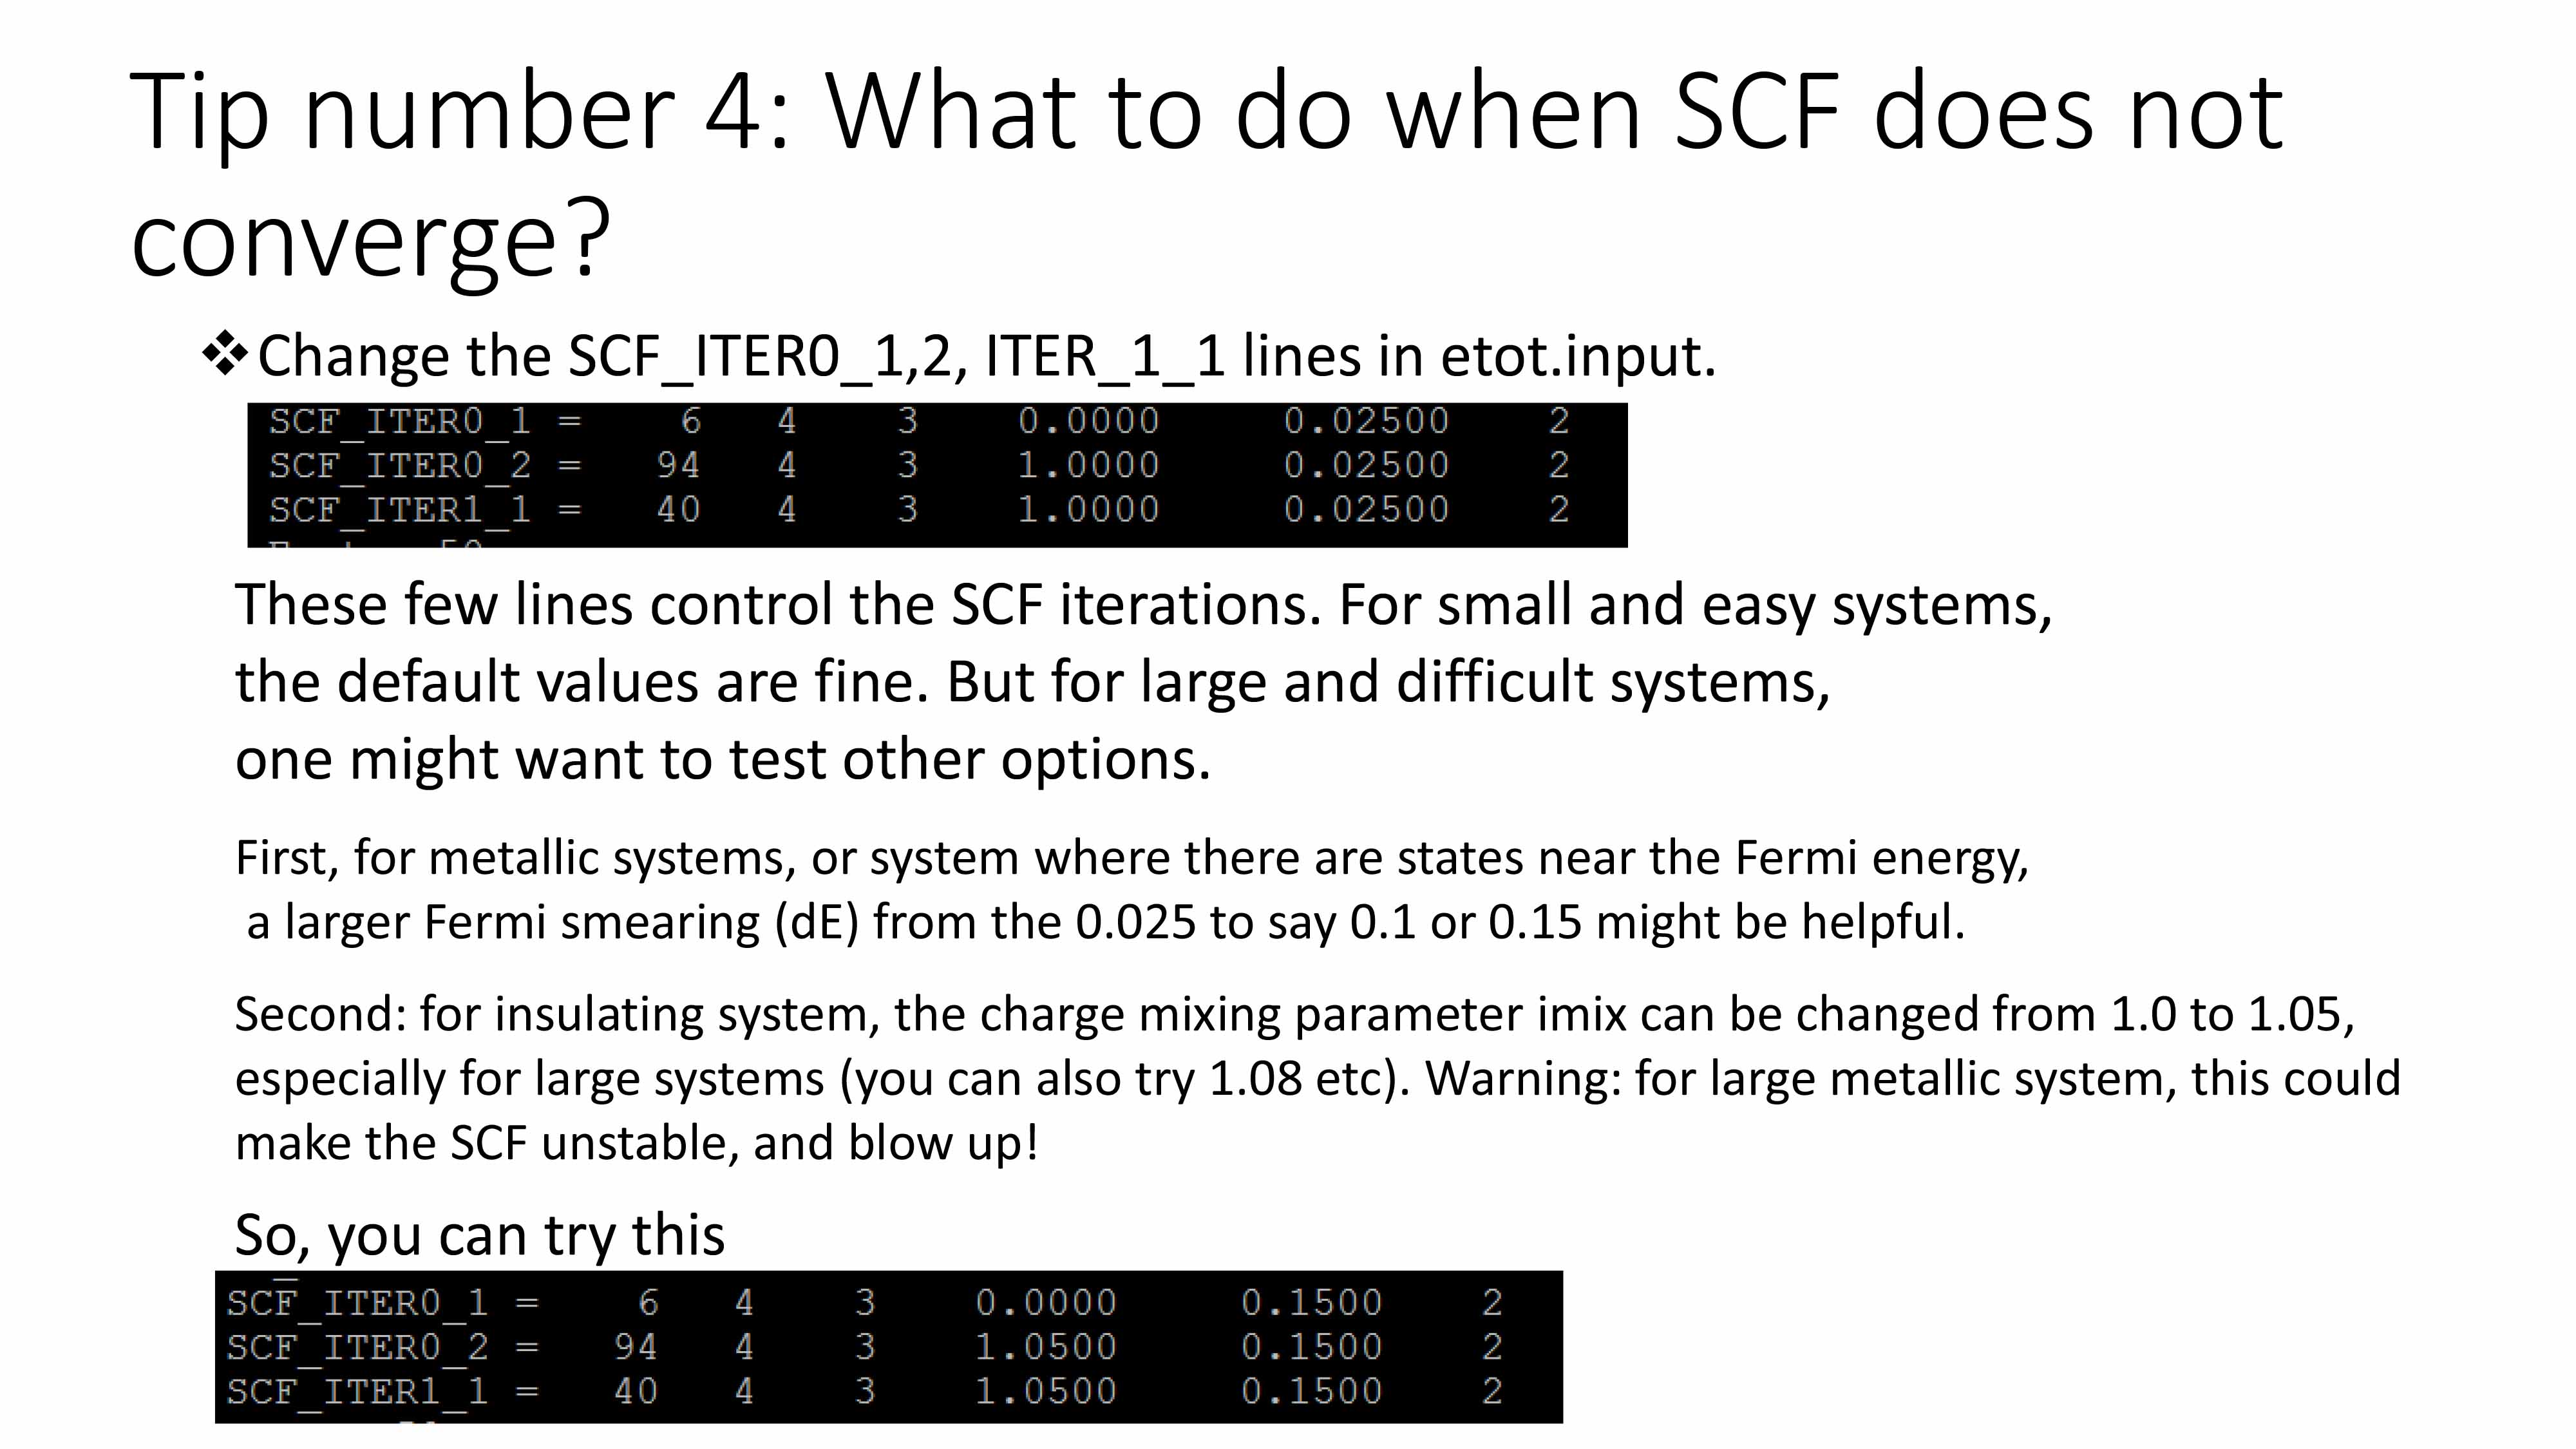 Tip number 4: What to do when SCF does not
converge?
❖Change the SCF_ITER0_1,2, ITER_1_1 lines in etot.input.
SCF_ITER0_1 = 6 4 3 0.0000 0.02500 2
SCF_ITER0_2 = 94 4 3 1.0000 0.02500 2
SCF_ITER1_1 = 40 4 3 1.0000 0.02500 2
These few lines control the SCF iterations. For small and easy systems,
the default values are fine. But for large and difficult systems,
one might want to test other options.
First, for metallic systems, or system where there are states near the Fermi energy,
a larger Fermi smearing (dE) from the 0.025 to say 0.1 or 0.15 might be helpful.
Second: for insulating system, the charge mixing parameter imix can be changed from 1.0 to 1.05,
especially for large systems (you can also try 1.08 etc). Warning: for large metallic system, this could
make the SCF unstable, and blow up!
So, you can try this
SCF_ITER0_1 = 6 4 3 0.0000 0.1500 2
SCF_ITER0_2 = 94 4 3 1.0500 0.1500 2
SCF_ITER1_1 = 40 4 3 1.0500 0.1500 2